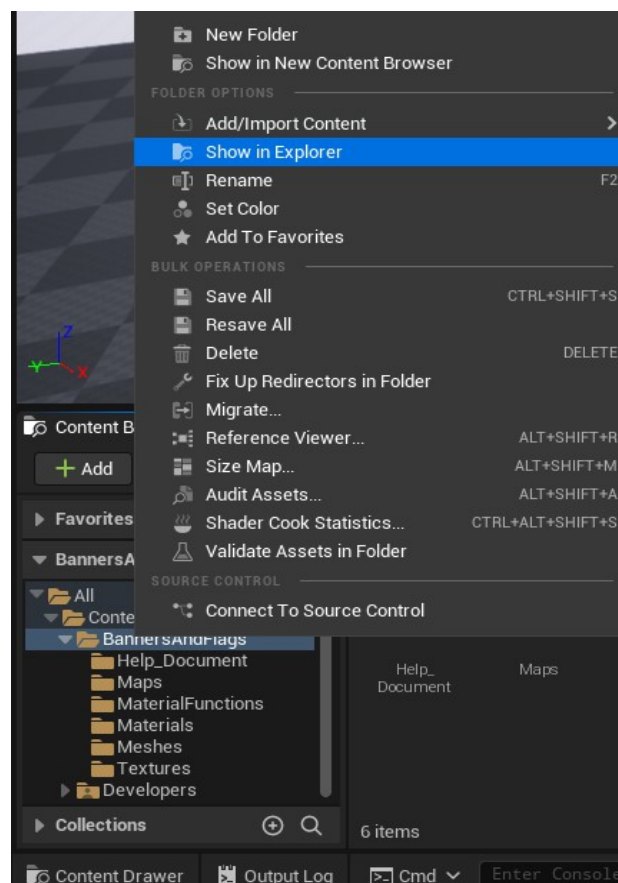 New Folder
Show in New Content Browser
FOLDER OPTIONS
Add/Import Content
Show in Explorer
Rename F2
Set Color
Add To Favorites
BULK OPERATIONS
Save All CTRL+SHIFT+S
Resave All
Delete DELETE
Fix Up Redirectors in Folder
Migrate...
Reference Viewer... ALT+SHIFT+R
Size Map... ALT+SHIFT+M
Audit Assets... ALT+SHIFT+A
Shader Cook Statistics... CTRL+ALT+SHIFT+S
Validate Assets in Folder
SOURCE CONTROL
Connect To Source Control
Z
Y X
Content B
Add
Favorites
BannersA
All
Conte
BannersAndFlags
Help_Document
Maps
MaterialFunctions
Materials
Meshes
Textures
Developers
Collections
Help_
Document
Maps
6 items
Content Drawer Output Log Cmd Enter Console